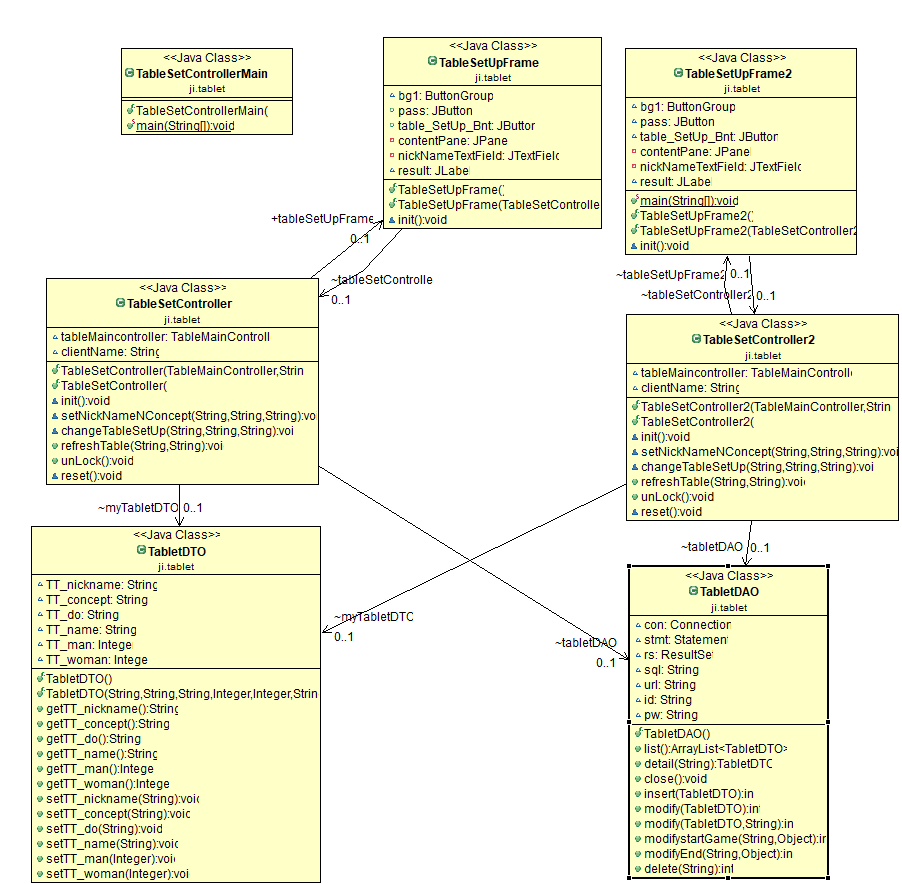 <<Java Class>>
TableSetControllerMain
ji.tablet
TableSetControllerMain(
main(String[]):void
<<Java Class>>
TableSetUpFrame
ji.tablet
bg1: ButtonGroup
pass: JButton
table_SetUp_Bnt: JButtor
contentPane: JPane
nickNameTextField: JTextFielc
result: JLabel
TableSetUpFrame()
TableSetUpFrame(TableSetControlle
init():void
<<Java Class>>
TableSetUpFrame2
ji.tablet
bg1: ButtonGroup
pass: JButton
table_SetUp_Bnt: JButton
contentPane: JPanel
nickNameTextField: JTextField
result: JLabel
main(String[]):void
TableSetUpFrame2()
TableSetUpFrame2(TableSetController2
init():void
+tableSetUpFrame
0..1
~tableSetControlle
0..1
~tableSetUpFrame2
0..1
~tableSetController2
0..1
<<Java Class>>
TableSetController
ji.tablet
tableMaincontroller: TableMainControll
clientName: String
TableSetController(TableMainController,Strin
TableSetController(
init():void
setNickNameNConcept(String,String,String):voi
changeTableSetUp(String,String,String):voi
refreshTable(String,String):voi
unLock():void
reset():void
<<Java Class>>
TableSetController2
ji.tablet
tableMaincontroller: TableMainControlle
clientName: String
TableSetController2(TableMainController,Strin
TableSetController2(
init():void
setNickNameNConcept(String,String,String):voi
changeTableSetUp(String,String,String):voi
refreshTable(String,String):voi
unLock():void
reset():void
~myTabletDTO
0..1
~tabletDAO
0..1
~myTabletDTO
0..1
~tabletDAO
0..1
<<Java Class>>
TabletDTO
ji.tablet
TT_nickname: String
TT_concept: String
TT_do: String
TT_name: String
TT_man: Intege
TT_woman: Intege
TabletDTO()
TabletDTO(String,String,String,Integer,Integer,Strin
getTT_nickname():String
getTT_concept():String
getTT_do():String
getTT_name():String
getTT_man():Intege
getTT_woman():Intege
setTT_nickname(String):voic
setTT_concept(String):voic
setTT_do(String):void
setTT_name(String):voic
setTT_man(Integer):voic
setTT_woman(Integer):voi
<<Java Class>>
TabletDAO
ji.tablet
con: Connection
stmt: Statement
rs: ResultSet
sql: String
url: String
id: String
pw: String
TabletDAO()
list():ArrayList<TabletDTO>
detail(String):TabletDTO
close():void
insert(TabletDTO):in
modify(TabletDTO):int
modify(TabletDTO,String):in
modifystartGame(String,Object):in
modifyEnd(String,Object):in
delete(String):int